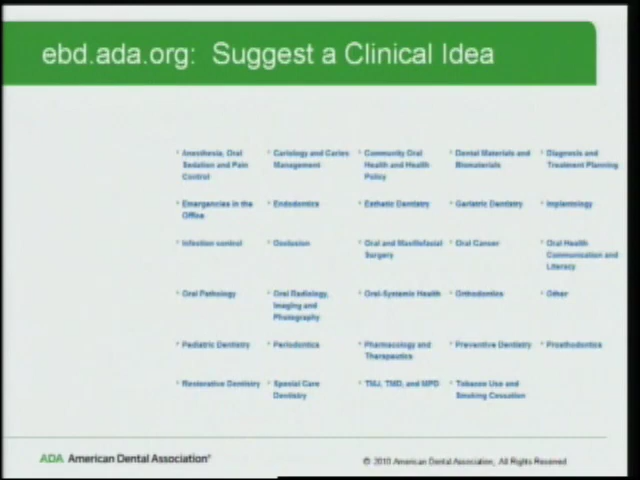 ebd.ada.org: Suggest a Clinical Idea
Anesthesia, Oral Sedation and Pain Control
Cariology and Caries Management
Community Oral Health and Health Policy
Dental Materials and Biomaterials
Diagnosis and Treatment Planning
Emergencies in the Office
Endodontics
Esthetic Dentistry
Geriatric Dentistry
Implantology
Infection control
Occlusion
Oral and Maxillofacial Surgery
Oral Cancer
Oral Health Communication and Literacy
Oral Pathology
Oral Radiology, Imaging and Photography
Oral-Systemic Health
Orthodontics
Other
Pediatric Dentistry
Periodontics
Pharmacology and Therapeutics
Preventive Dentistry
Prosthodontics
Restorative Dentistry
Special Care Dentistry
TMJ, TMD, and MPD
Tobacco Use and Smoking Cessation
ADA American Dental Association®
© 2010 American Dental Association, All Rights Reserved